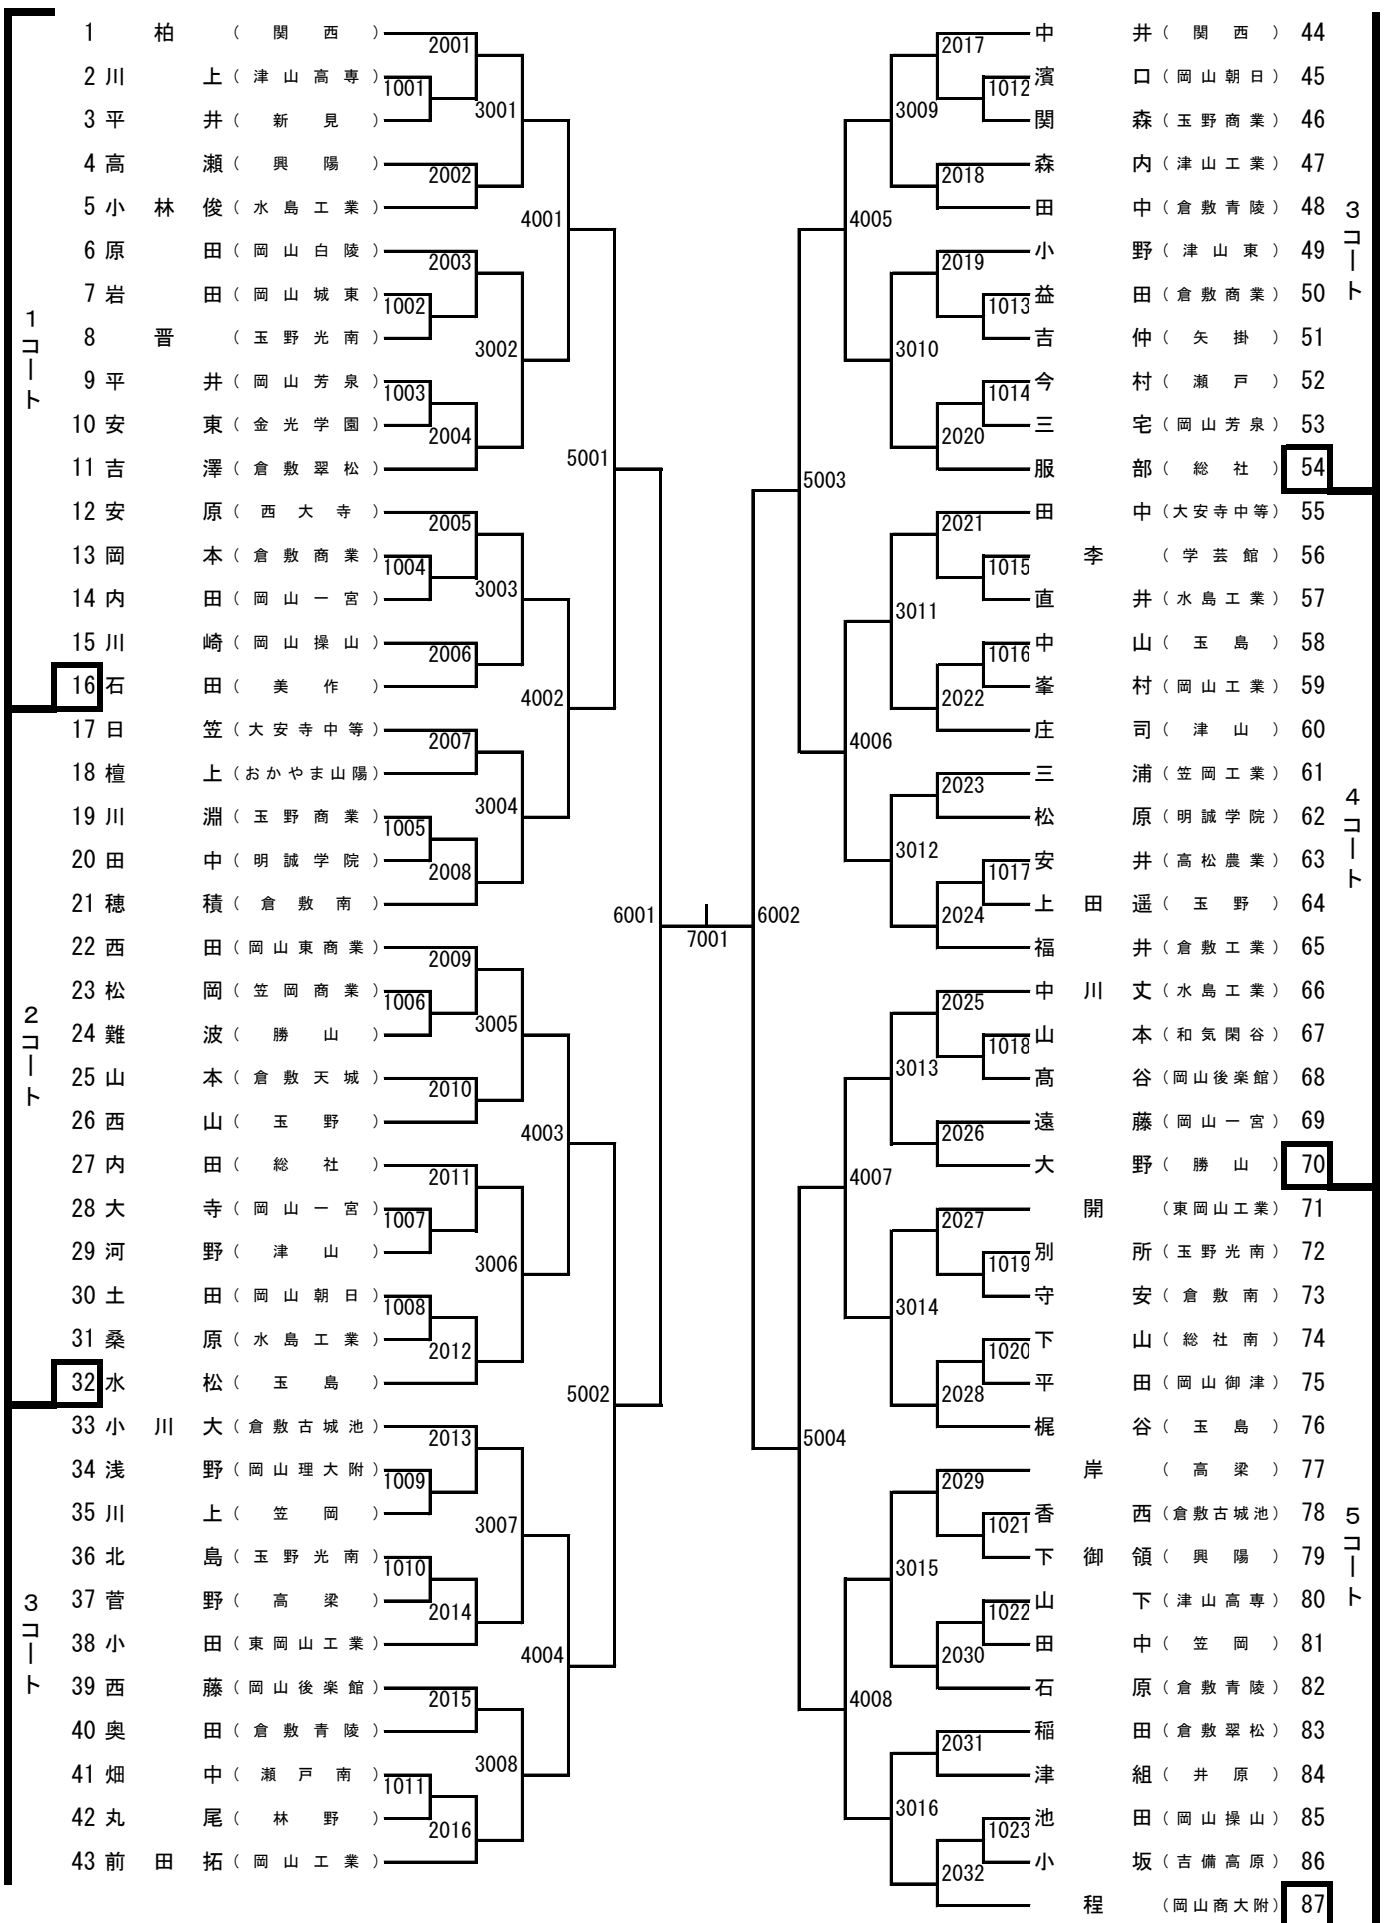 1 柏 （関西）
2 川上（津山高専）
3 平井（新見）
4 高瀬（興陽）
5 小林俊（水島工業）
6 原田（岡山白陵）
7 岩田（岡山城東）
8 晋 （玉野光南）
9 平井（岡山芳泉）
10 安東（金光学園）
11 吉澤（倉敷翠松）
12 安原（西大寺）
13 岡本（倉敷商業）
14 内田（岡山一宮）
15 川崎（岡山操山）
16 石田（美作）
17 日笠（大安寺中等）
18 檀上（おかやま山陽）
19 川淵（玉野商業）
20 田中（明誠学院）
21 穂積（倉敷南）
22 西田（岡山東商業）
23 松岡（笠岡商業）
24 難波（勝山）
25 山本（倉敷天城）
26 西山（玉野）
27 内田（総社）
28 大寺（岡山一宮）
29 河野（津山）
30 土田（岡山朝日）
31 桑原（水島工業）
32 水松（玉島）
33 小川大（倉敷古城池）
34 浅野（岡山理大附）
35 川上（笠岡）
36 北島（玉野光南）
37 菅野（高梁）
38 小田（東岡山工業）
39 西藤（岡山後楽館）
40 奥田（倉敷青陵）
41 畑中（瀬戸南）
42 丸尾（林野）
43 前田拓（岡山工業）
1コート
2コート
3コート
1001
1002
1003
1004
1005
1006
1007
1008
1009
1010
1011
2001
2002
2003
2004
2005
2006
2007
2008
2009
2010
2011
2012
2013
2014
2015
2016
3001
3002
3003
3004
3005
3006
3007
3008
4001
4002
4003
4004
5001
5002
6001
7001
6002
5003
5004
4005
4006
4007
4008
3009
3010
3011
3012
3013
3014
3015
3016
2017
2018
2019
2020
2021
2022
2023
2024
2025
2026
2027
2028
2029
2030
2031
2032
1012
1013
1014
1015
1016
1017
1018
1019
1020
1021
1022
1023
中井（関西）44
濱口（岡山朝日）45
関森（玉野商業）46
森内（津山工業）47
田中（倉敷青陵）48
小野（津山東）49
益田（倉敷商業）50
吉仲（矢掛）51
今村（瀬戸）52
三宅（岡山芳泉）53
服部（総社）54
田中（大安寺中等）55
李 （学芸館）56
直井（水島工業）57
中山（玉島）58
峯村（岡山工業）59
庄司（津山）60
三浦（笠岡工業）61
松原（明誠学院）62
安井（高松農業）63
上田遥（玉野）64
福井（倉敷工業）65
中川丈（水島工業）66
山本（和気閑谷）67
髙谷（岡山後楽館）68
遠藤（岡山一宮）69
大野（勝山）70
開 （東岡山工業）71
別所（玉野光南）72
守安（倉敷南）73
下山（総社南）74
平田（岡山御津）75
梶谷（玉島）76
岸 （高梁）77
香西（倉敷古城池）78
下御領（興陽）79
山下（津山高専）80
田中（笠岡）81
石原（倉敷青陵）82
稲田（倉敷翠松）83
津組（井原）84
池田（岡山操山）85
小坂（吉備高原）86
程 （岡山商大附）87
3コート
4コート
5コート